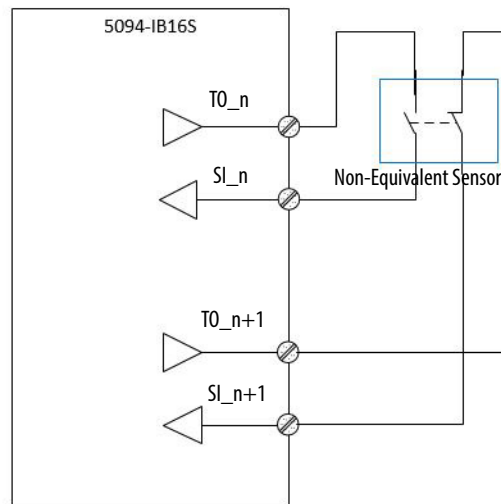 5094-IB16S
TO_n
SI_n
Non-Equivalent Sensor
TO_n+1
SI_n+1